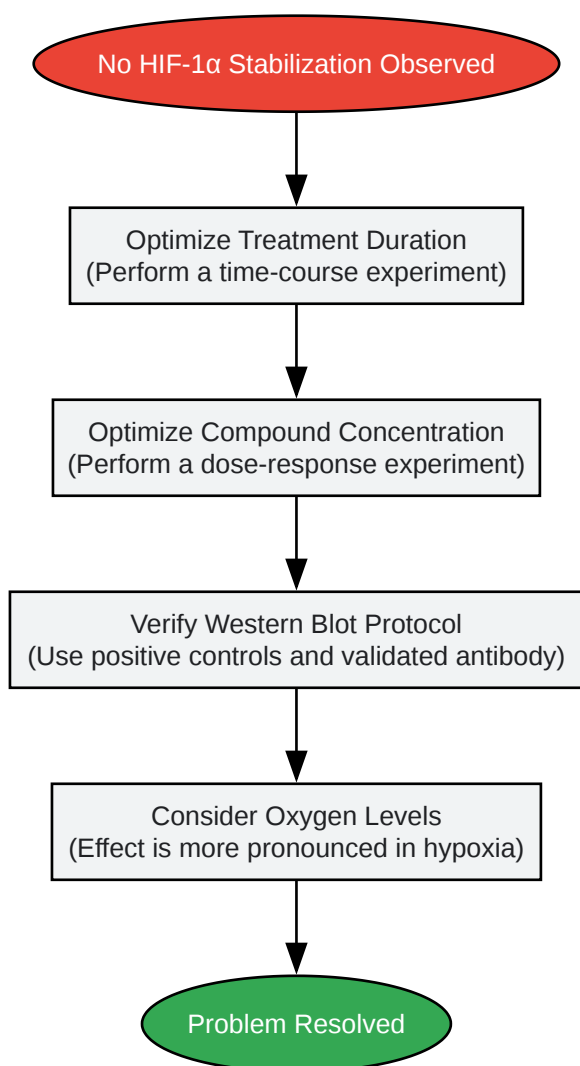 No HIF-1α Stabilization Observed
Optimize Treatment Duration
(Perform a time-course experiment)
Optimize Compound Concentration
(Perform a dose-response experiment)
Verify Western Blot Protocol
(Use positive controls and validated antibody)
Consider Oxygen Levels
(Effect is more pronounced in hypoxia)
Problem Resolved